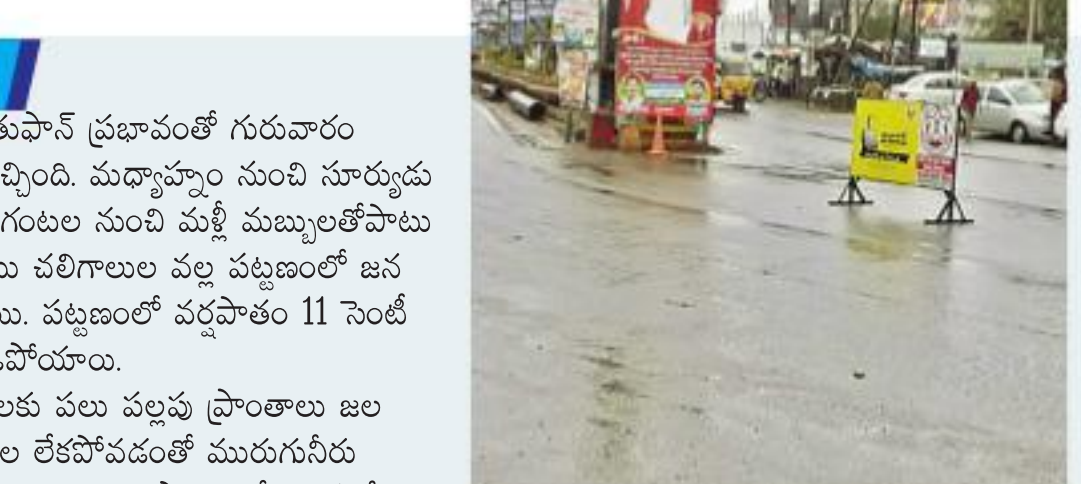 తుఫాన్ ప్రభావంతో గురువారం
చ్చింది. మధ్యాహ్నం నుంచి సూర్యుడు
గంటల నుంచి మళ్లీ మబ్బులతోపాటు
చలిగాలుల వల్ల పట్టణంలో జన
యి. పట్టణంలో వర్షపాతం 11 సెంటీ
పోయాయి.
లకు పలు పల్లపు ప్రాంతాలు జల
ల లేకపోవడంతో మురుగునీరు